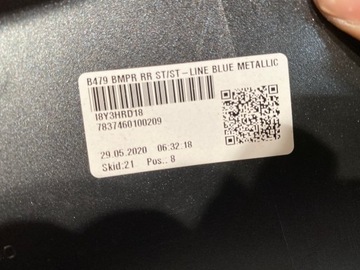 B479 BMPR RR ST/ST-LINE BLUE METALLIC
I8Y3HRD18
7837460100209
29.05.2020 06:32.18
Skid:21 Pos.: 8